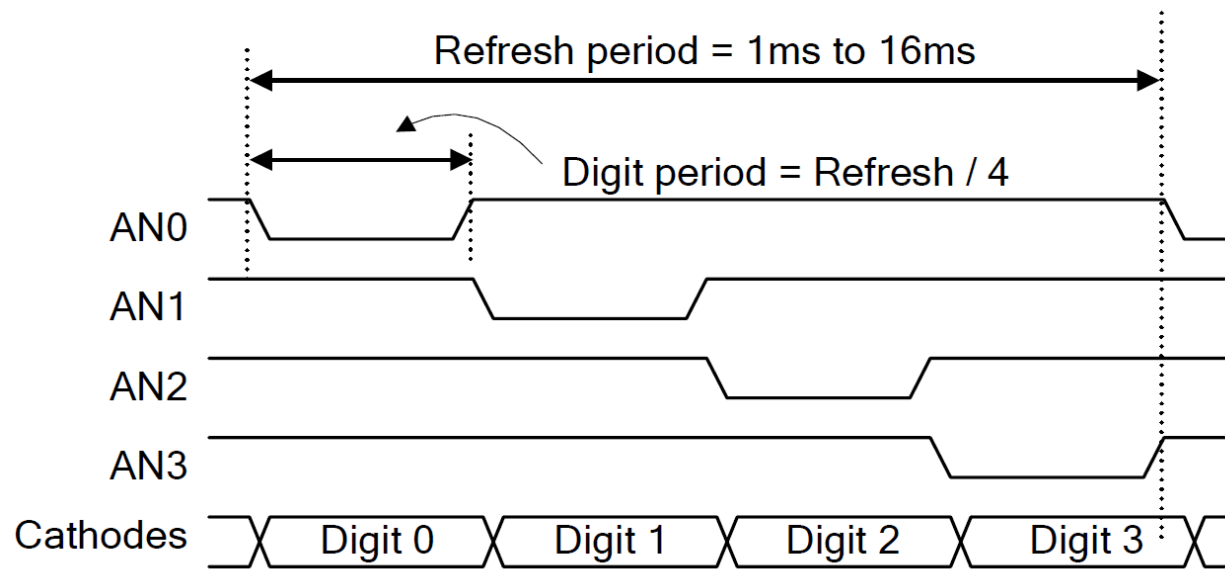 Refresh period = 1ms to 16ms
Digit period = Refresh / 4
AN0
AN1
AN2
AN3
Cathodes Digit 0 Digit 1 Digit 2 Digit 3